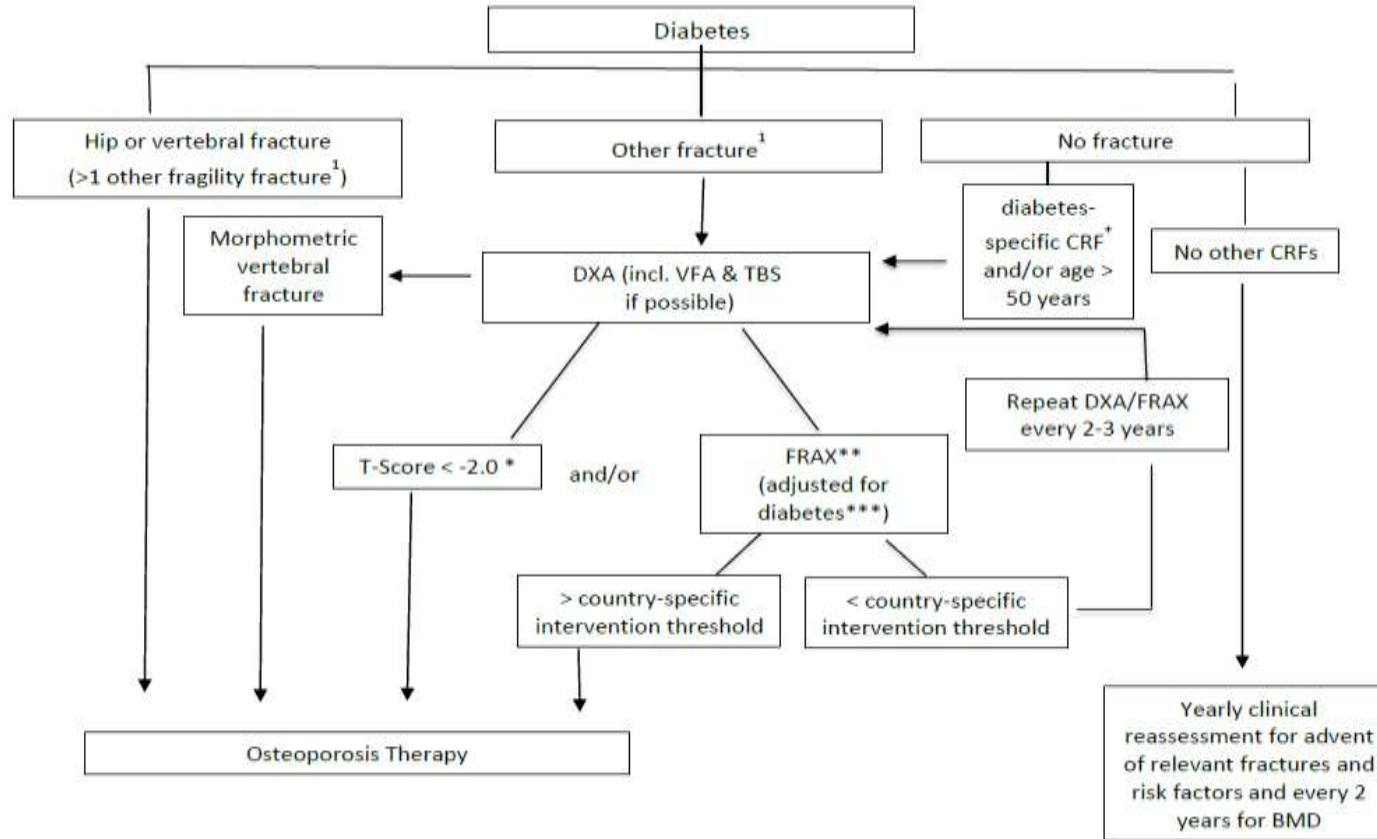 Diabetes
Hip or vertebral fracture
(>1 other fragility fracture¹)
Other fracture¹
No fracture
Morphometric
vertebral
fracture
DXA (incl. VFA & TBS
if possible)
diabetes-
specific CRF⁺
and/or age >
50 years
No other CRFs
Repeat DXA/FRAX
every 2-3 years
T-Score < -2.0 *
and/or
FRAX**
(adjusted for
diabetes***)
> country-specific
intervention threshold
< country-specific
intervention threshold
Osteoporosis Therapy
Yearly clinical
reassessment for advent
of relevant fractures and
risk factors and every 2
years for BMD